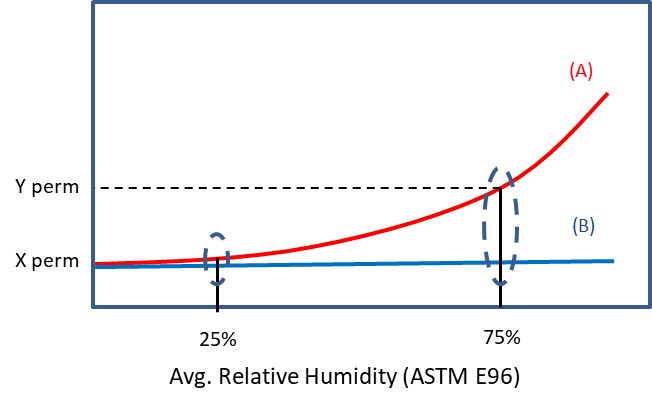 (A)
Y perm
(B)
X perm
25%
75%
Avg. Relative Humidity (ASTM E96)